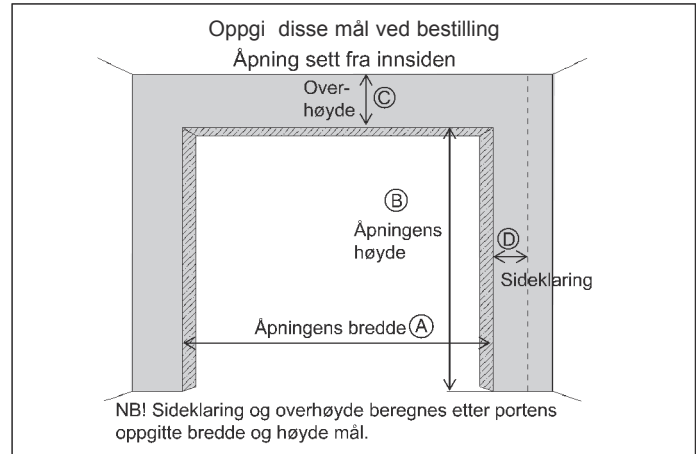 Oppgi disse mål ved bestilling
Åpning sett fra innsiden
Over-
høyde
C
B
Åpningens
høyde
D
Sideklaring
Åpningens bredde A
NB! Sideklaring og overhøyde beregnes etter portens
oppgitte bredde og høyde mål.